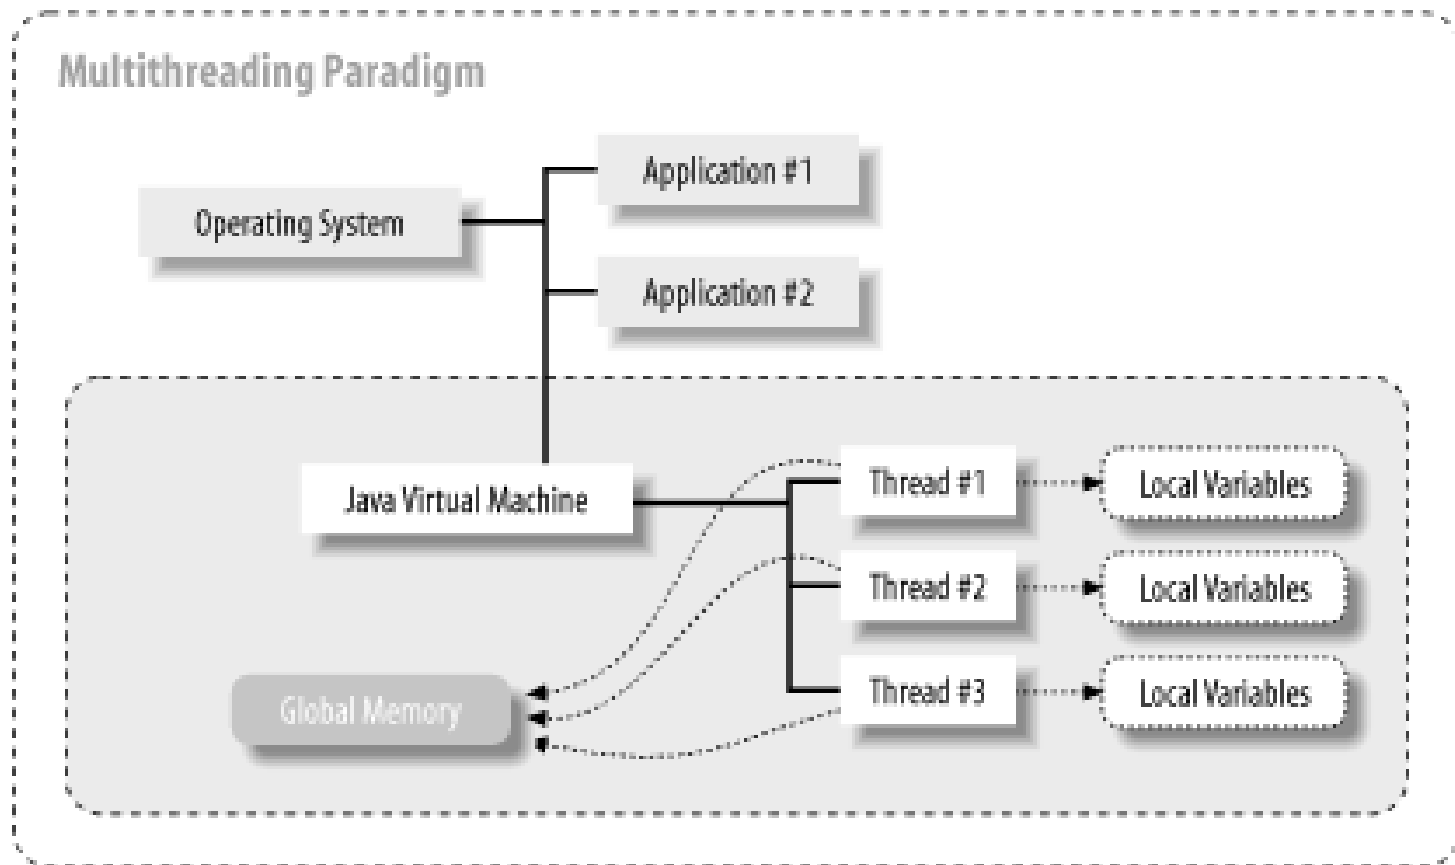 Multithreading Paradigm
Application #1
Operating System
Application #2
Java Virtual Machine
Thread #1
Local Variables
Thread #2
Local Variables
Thread #3
Local Variables
Global Memory